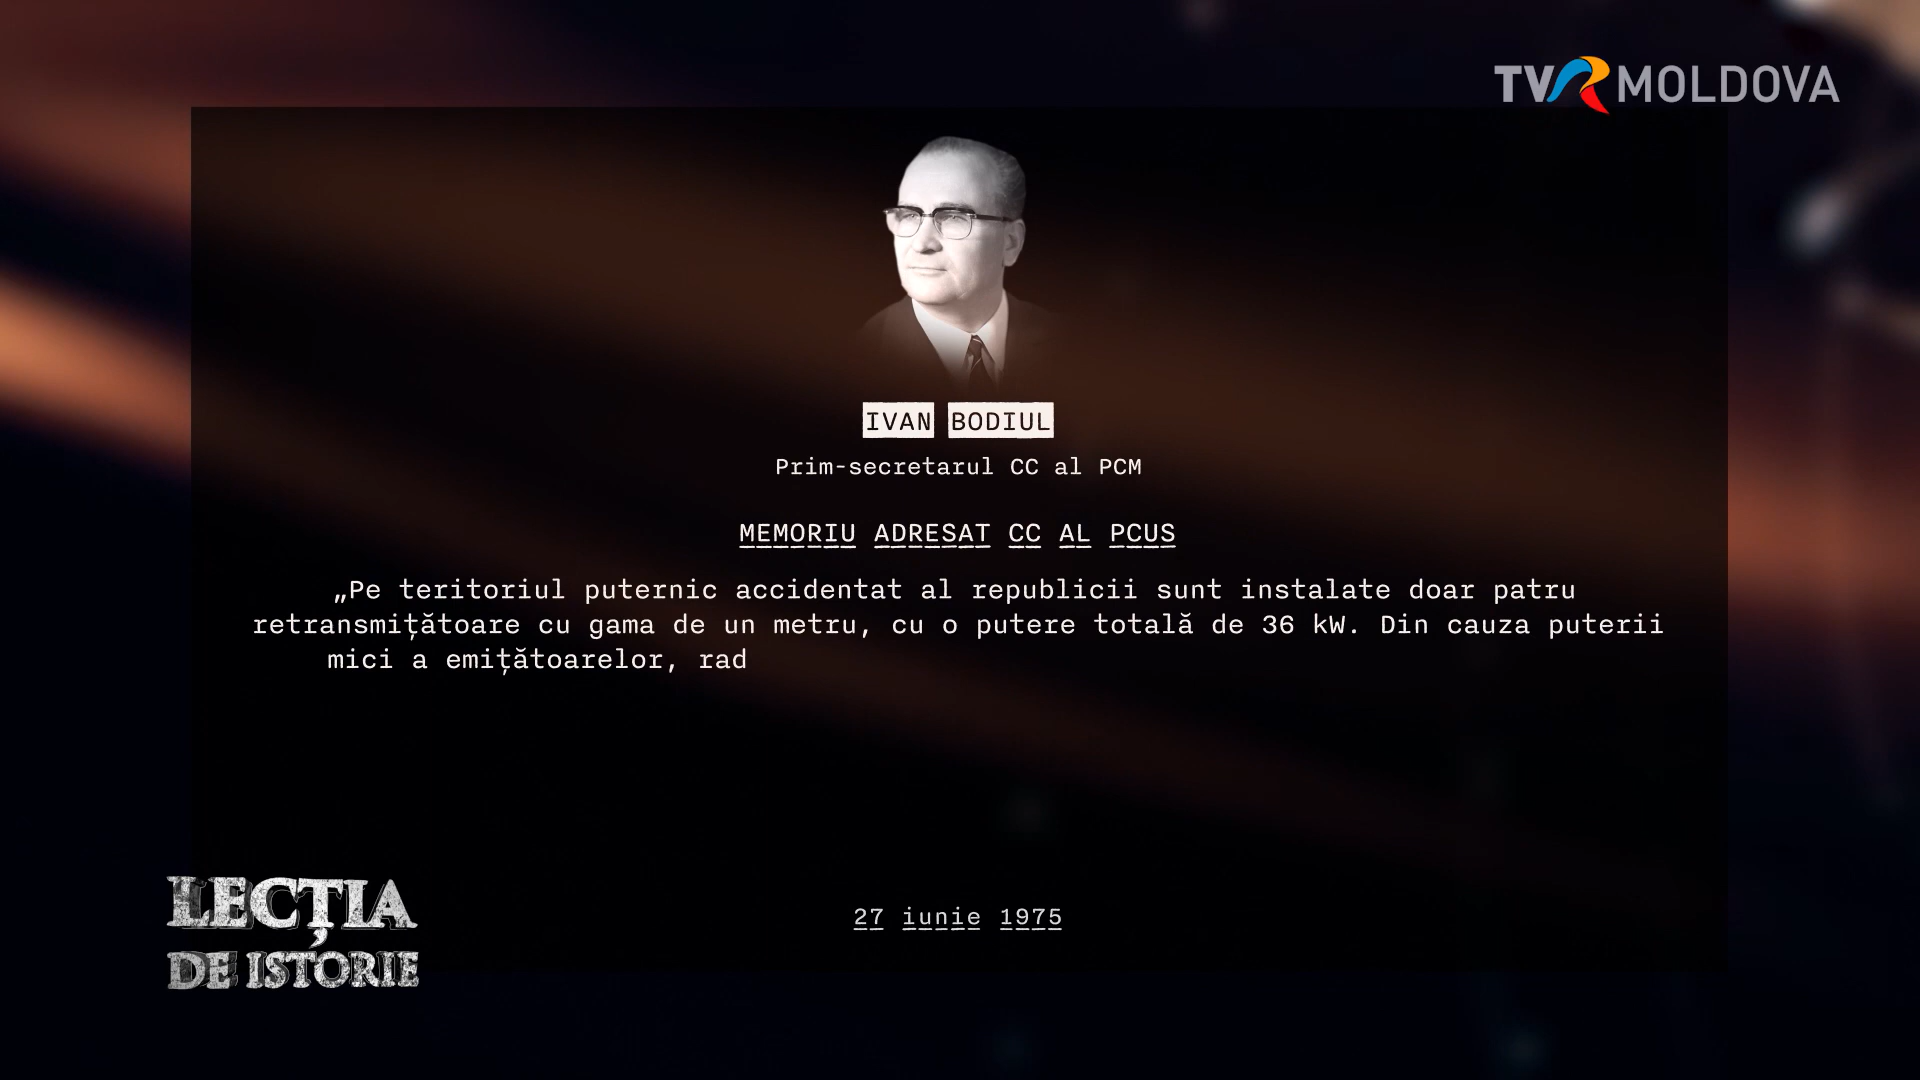 TVR MOLDOVA
IVAN BODIUL
Prim-secretarul CC al PCM
MEMORIU ADRESAT CC AL PCUS
„Pe teritoriul puternic accidentat al republicii sunt instalate doar patru
retransmițătoare cu gama de un metru, cu o putere totală de 36 kW. Din cauza puterii
mici a emițătoarelor, rad
27 iunie 1975
LECȚIA
DE ISTORIE